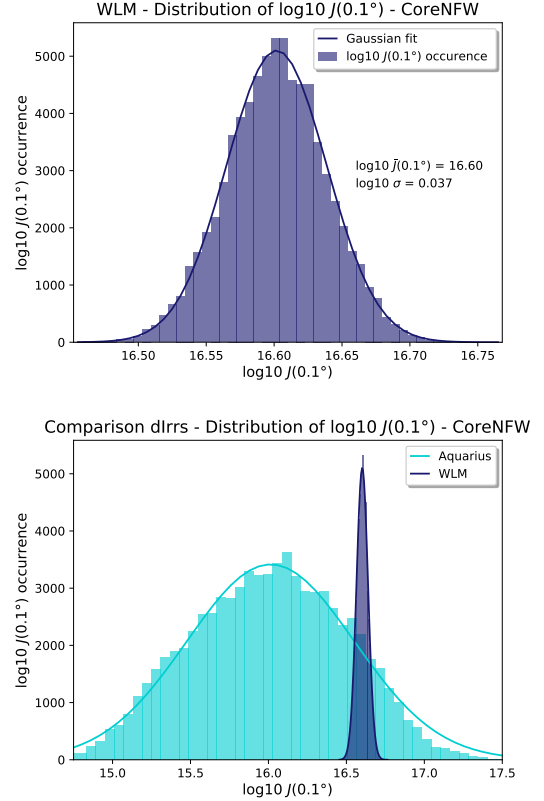 WLM - Distribution of log10 J(0.1°) - CoreNFW
Gaussian fit
log10 J(0.1°) occurence
log10 J̄(0.1°) = 16.60
log10 σ = 0.037
log10 J(0.1°) occurrence
5000
4000
3000
2000
1000
0
16.50 16.55 16.60 16.65 16.70 16.75
log10 J(0.1°)
Comparison dIrrs - Distribution of log10 J(0.1°) - CoreNFW
Aquarius
WLM
log10 J(0.1°) occurrence
5000
4000
3000
2000
1000
0
15.0 15.5 16.0 16.5 17.0 17.5
log10 J(0.1°)